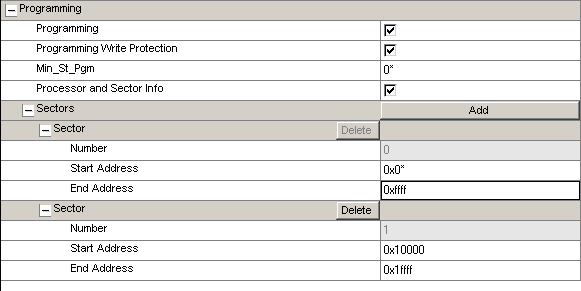 Programming
Programming
Programming Write Protection
Min_St_Pgm 0*
Processor and Sector Info
Sectors Add
Sector Delete
Number 0
Start Address 0x0*
End Address 0xffff
Sector Delete
Number 1
Start Address 0x10000
End Address 0x1ffff